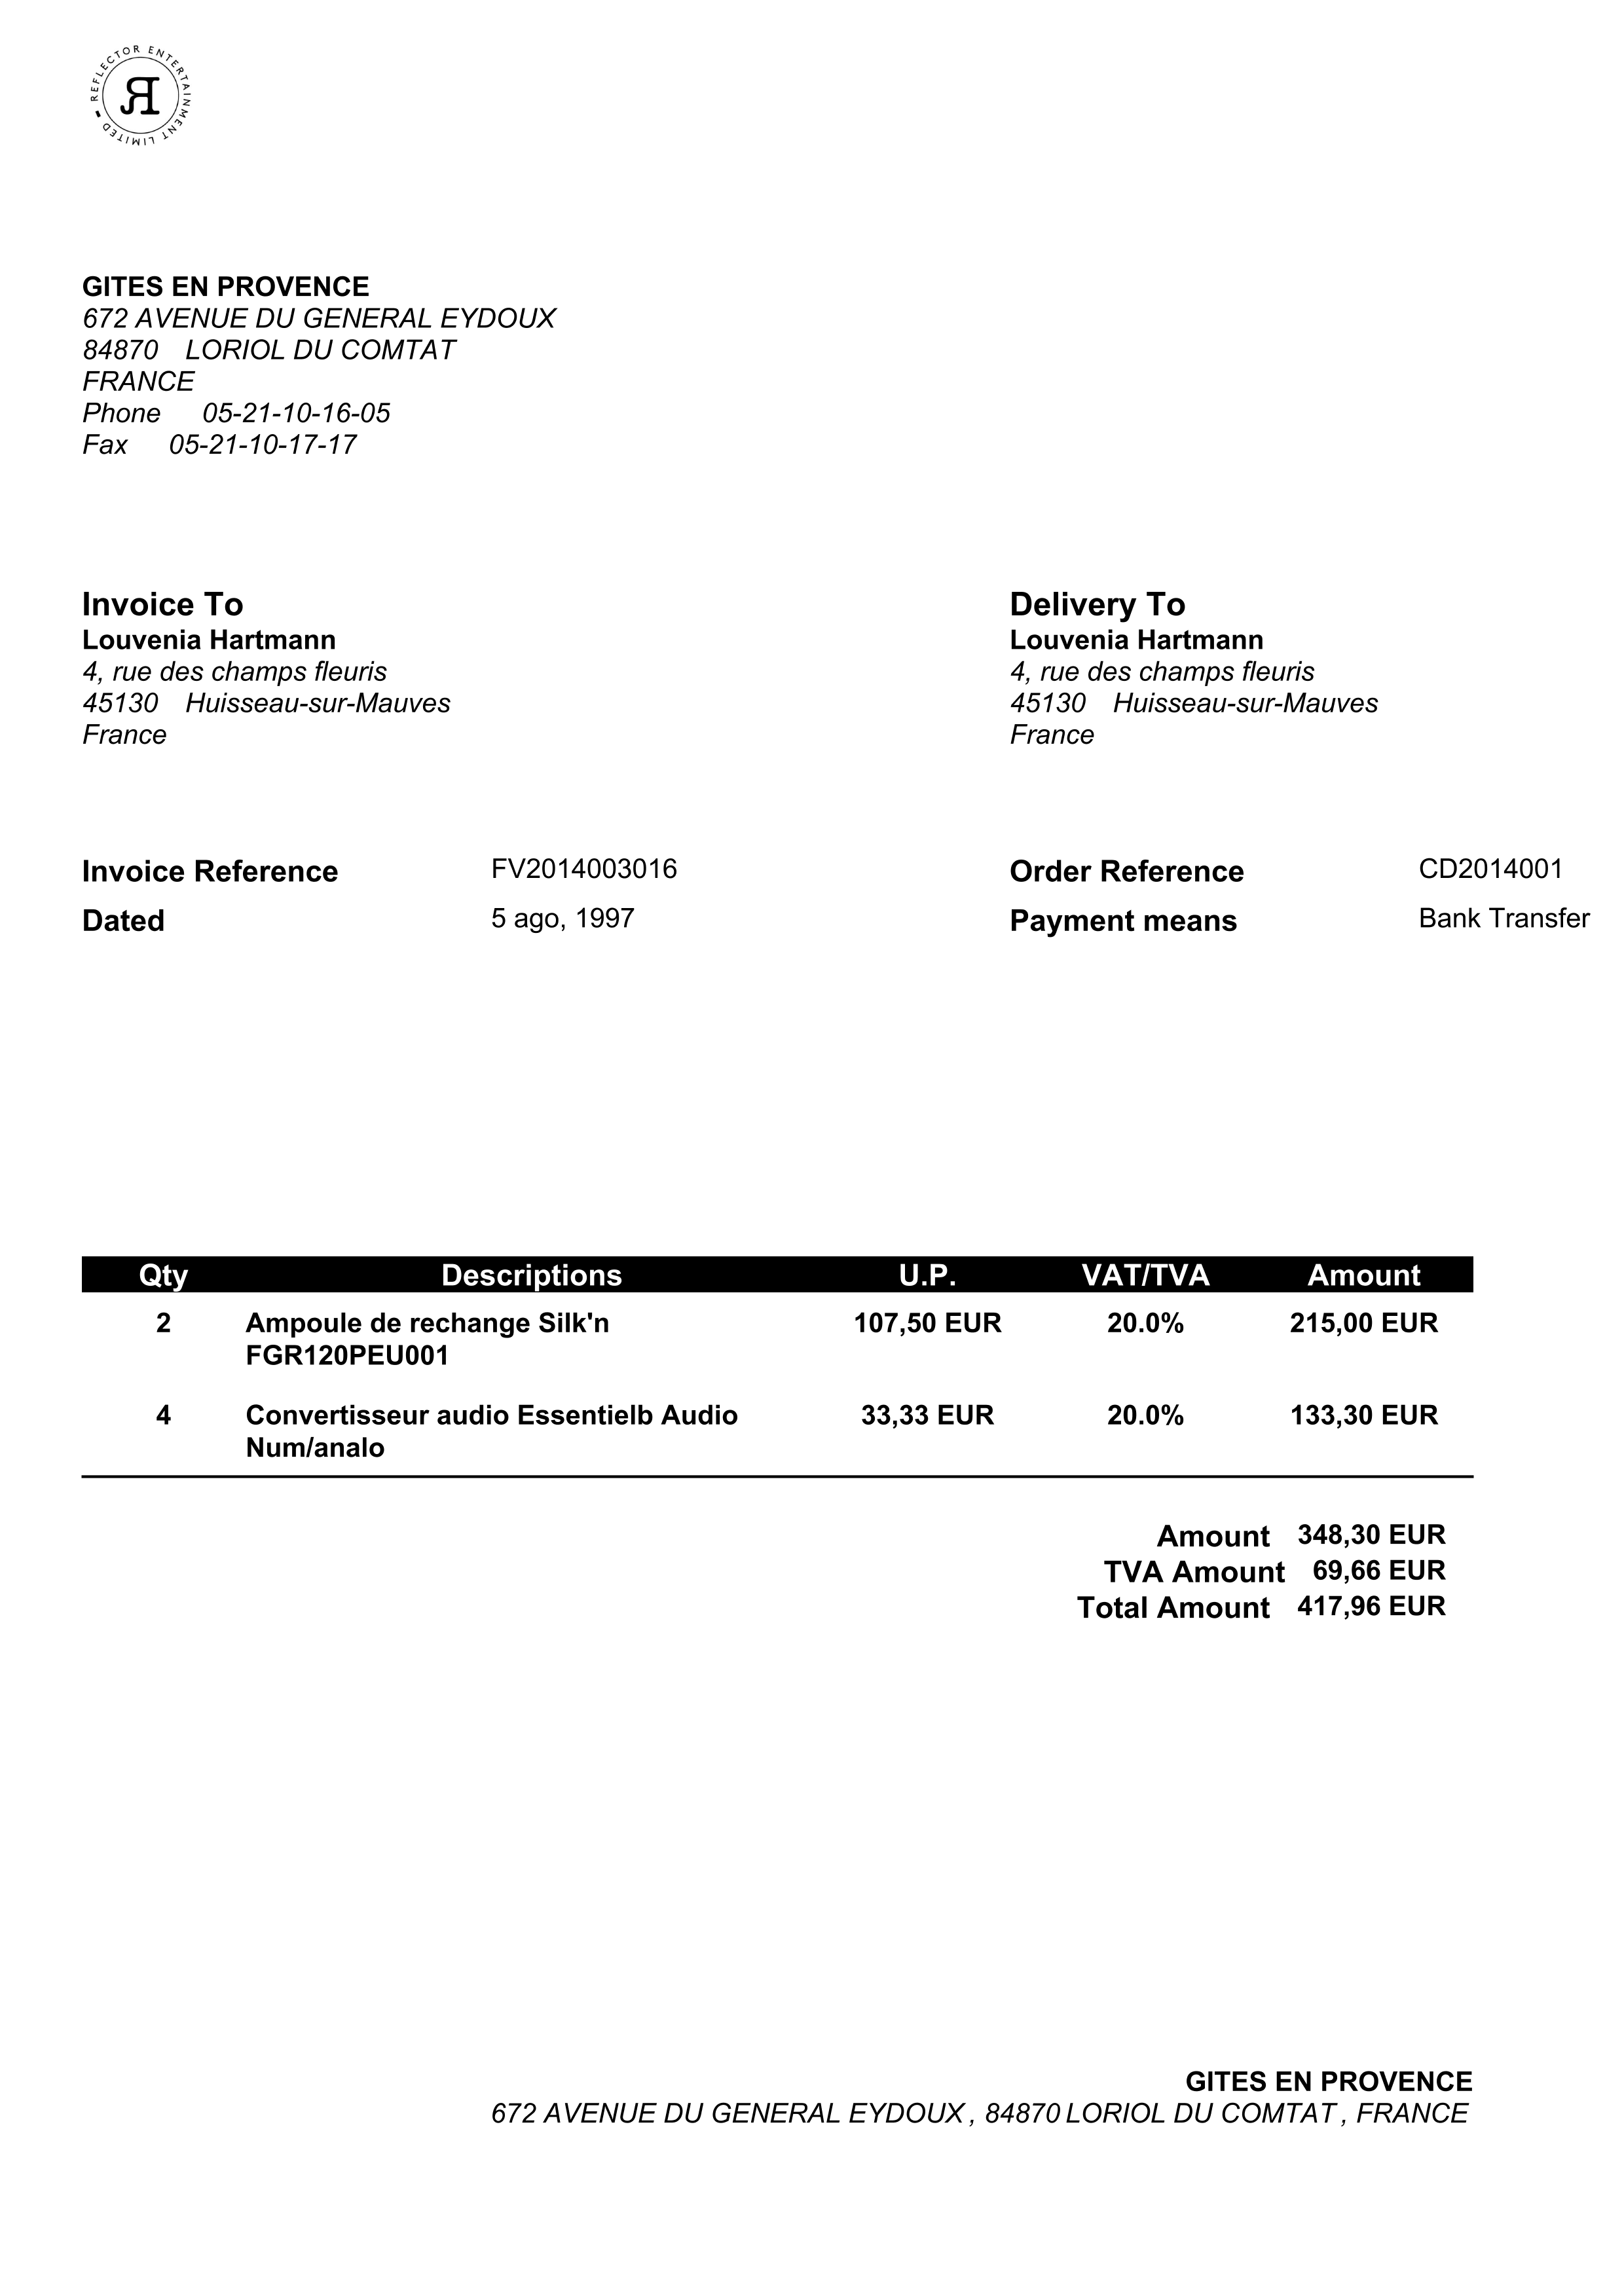 REFLECTOR ENTERTAINMENT LIMITED
GITES EN PROVENCE
672 AVENUE DU GENERAL EYDOUX
84870 LORIOL DU COMTAT
FRANCE
Phone 05-21-10-16-05
Fax 05-21-10-17-17
Invoice To
Louvenia Hartmann
4, rue des champs fleuris
45130 Huisseau-sur-Mauves
France
Delivery To
Louvenia Hartmann
4, rue des champs fleuris
45130 Huisseau-sur-Mauves
France
Invoice Reference FV2014003016
Dated 5 ago, 1997
Order Reference CD2014001
Payment means Bank Transfer
Qty Descriptions U.P. VAT/TVA Amount
2 Ampoule de rechange Silk'n 107,50 EUR 20.0% 215,00 EUR
FGR120PEU001
4 Convertisseur audio Essentielb Audio 33,33 EUR 20.0% 133,30 EUR
Num/analo
Amount 348,30 EUR
TVA Amount 69,66 EUR
Total Amount 417,96 EUR
GITES EN PROVENCE
672 AVENUE DU GENERAL EYDOUX , 84870 LORIOL DU COMTAT , FRANCE